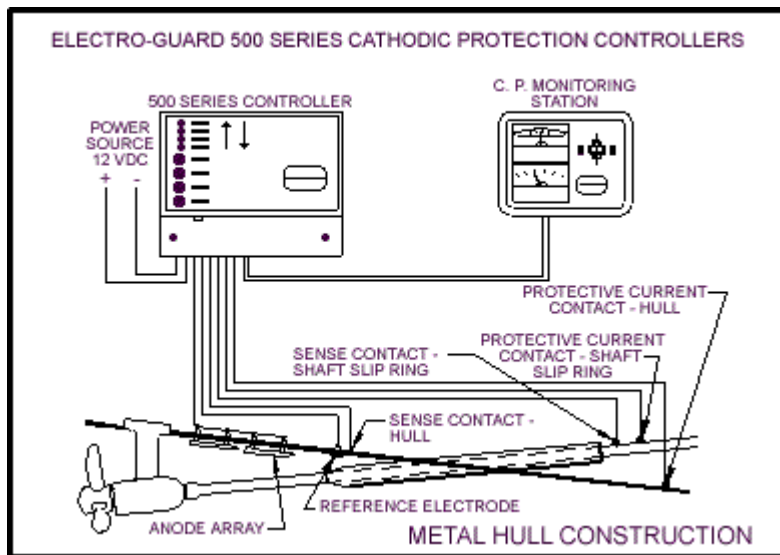 ELECTRO-GUARD 500 SERIES CATHODIC PROTECTION CONTROLLERS
500 SERIES CONTROLLER
C. P. MONITORING
STATION
POWER
SOURCE
12 VDC
+ -
PROTECTIVE CURRENT
CONTACT - HULL
PROTECTIVE CURRENT
CONTACT - SHAFT
SLIP RING
SENSE CONTACT -
SHAFT SLIP RING
SENSE CONTACT -
HULL
REFERENCE ELECTRODE
ANODE ARRAY
METAL HULL CONSTRUCTION